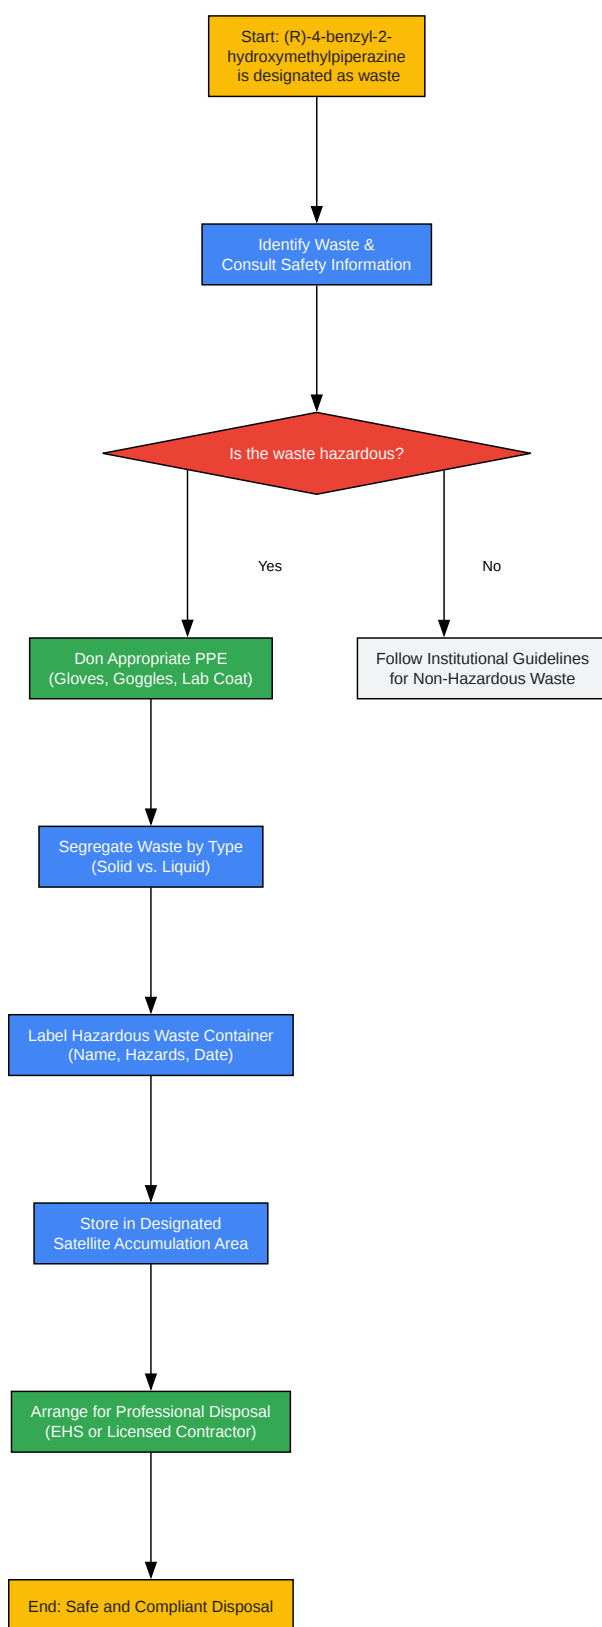 Start: (R)-4-benzyl-2-
hydroxymethylpiperazine
is designated as waste
Identify Waste &
Consult Safety Information
Is the waste hazardous?
Yes
No
Don Appropriate PPE
(Gloves, Goggles, Lab Coat)
Follow Institutional Guidelines
for Non-Hazardous Waste
Segregate Waste by Type
(Solid vs. Liquid)
Label Hazardous Waste Container
(Name, Hazards, Date)
Store in Designated
Satellite Accumulation Area
Arrange for Professional Disposal
(EHS or Licensed Contractor)
End: Safe and Compliant Disposal